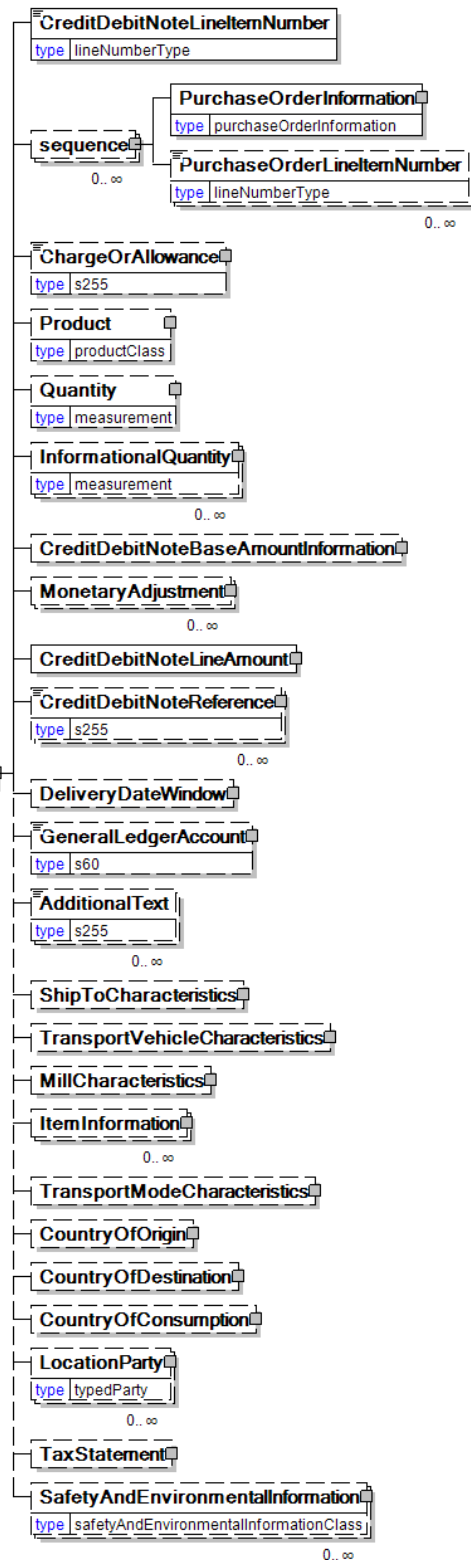 CreditDebitNoteLineItemNumber
type lineNumberType
PurchaseOrderInformation
type purchaseOrderInformation
sequence
0.. ∞
PurchaseOrderLineItemNumber
type lineNumberType
0.. ∞
ChargeOrAllowance
type s255
Product
type productClass
Quantity
type measurement
InformationalQuantity
type measurement
0.. ∞
CreditDebitNoteBaseAmountInformation
MonetaryAdjustment
0.. ∞
CreditDebitNoteLineAmount
CreditDebitNoteReference
type s255
0.. ∞
DeliveryDateWindow
GeneralLedgerAccount
type s60
AdditionalText
type s255
0.. ∞
ShipToCharacteristics
TransportVehicleCharacteristics
MillCharacteristics
ItemInformation
0.. ∞
TransportModeCharacteristics
CountryOfOrigin
CountryOfDestination
CountryOfConsumption
LocationParty
type typedParty
0.. ∞
TaxStatement
SafetyAndEnvironmentalInformation
type safetyAndEnvironmentalInformationClass
0.. ∞